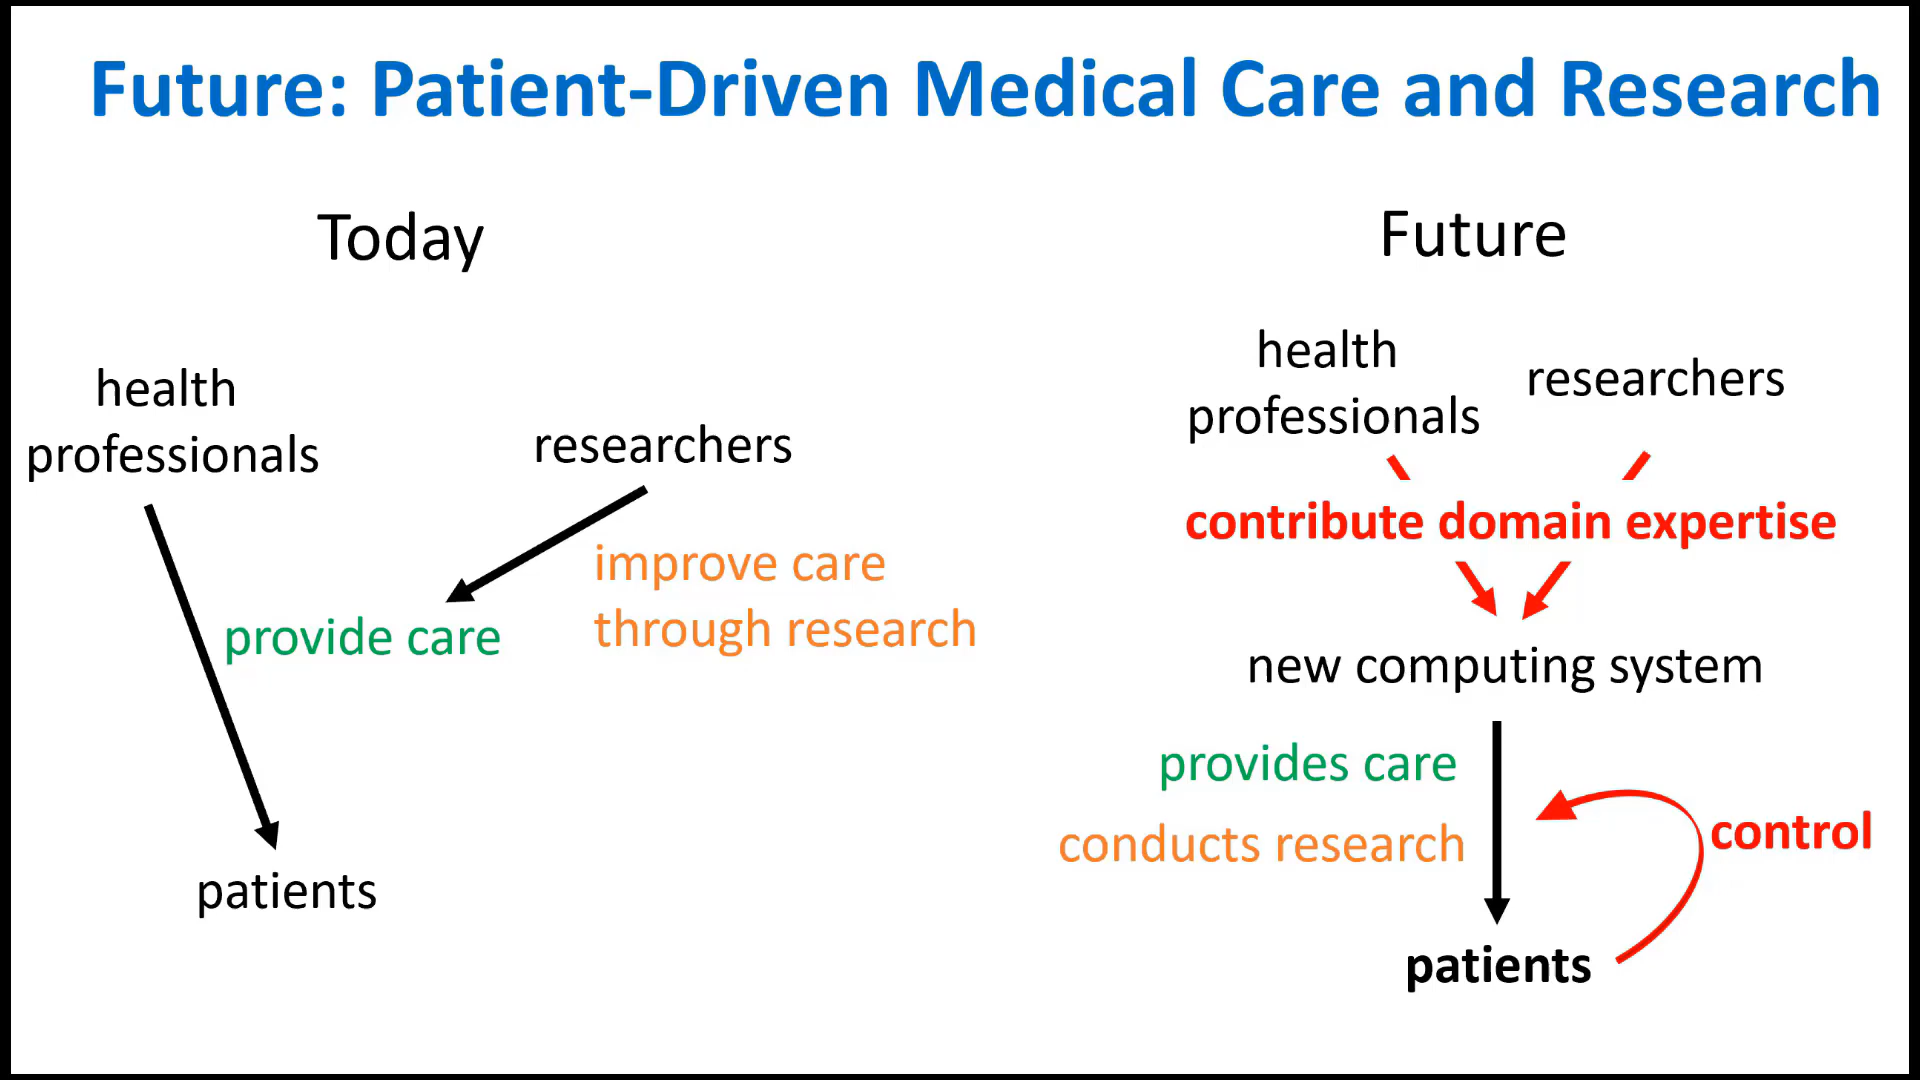 Future: Patient-Driven Medical Care and Research
Today
health
professionals
researchers
improve care
through research
provide care
patients
Future
health
professionals
researchers
contribute domain expertise
new computing system
provides care
conducts research
control
patients